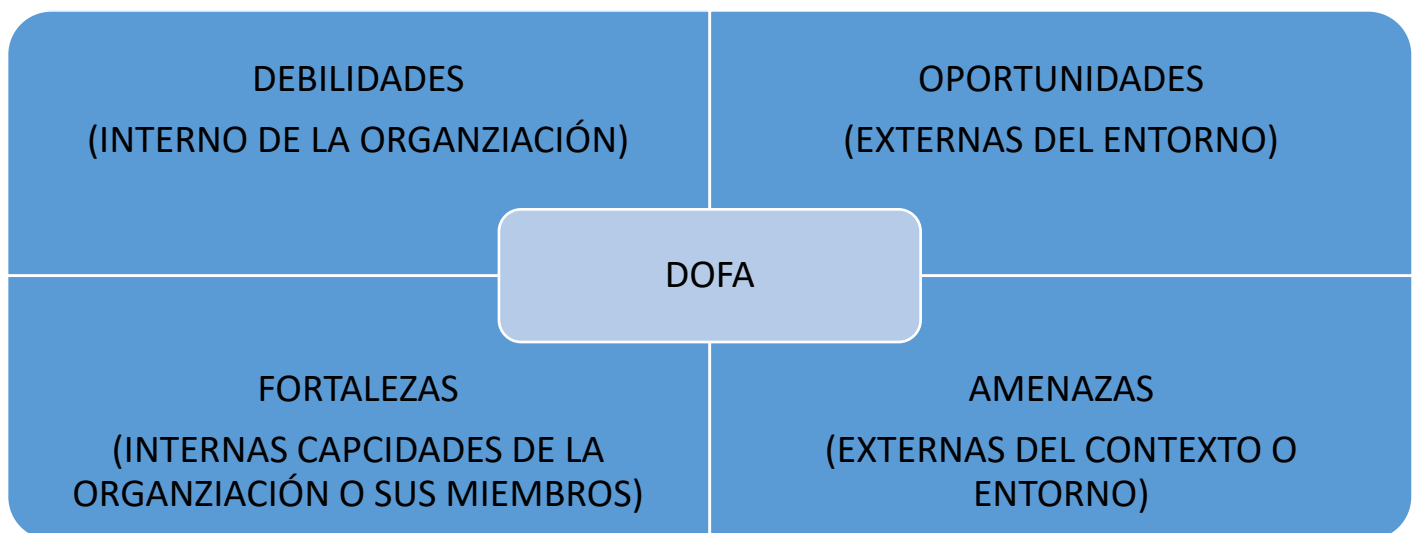 DEBILIDADES
(INTERNO DE LA ORGANZIACIÓN)
OPORTUNIDADES
(EXTERNAS DEL ENTORNO)
DOFA
FORTALEZAS
(INTERNAS CAPCIDADES DE LA
ORGANZIACIÓN O SUS MIEMBROS)
AMENAZAS
(EXTERNAS DEL CONTEXTO O
ENTORNO)